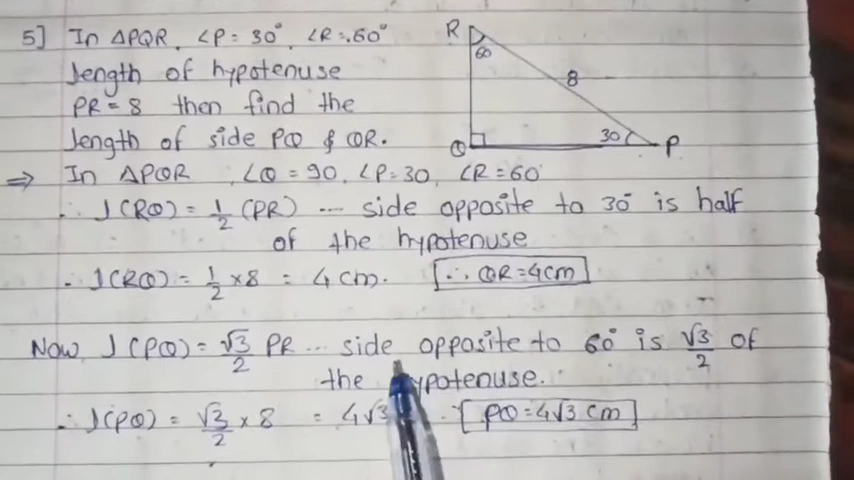 5] In △PQR, ∠P = 30° ∠R = 60°
length of hypotenuse
PR = 8 then find the
length of side PQ & QR.
R
60
8
30
Q
P
⇒ In △PQR ∠Q = 90, ∠P = 30, ∠R = 60
∴ l(RQ) = 1/2 (PR) ... side opposite to 30° is half
of the hypotenuse
∴ l(RQ) = 1/2 × 8 = 4 cm. ∴ QR = 4cm
Now l(PQ) = √3/2 PR ... side opposite to 60° is √3/2 of
the hypotenuse.
∴ l(PQ) = √3/2 × 8 = 4√3 PQ = 4√3 cm